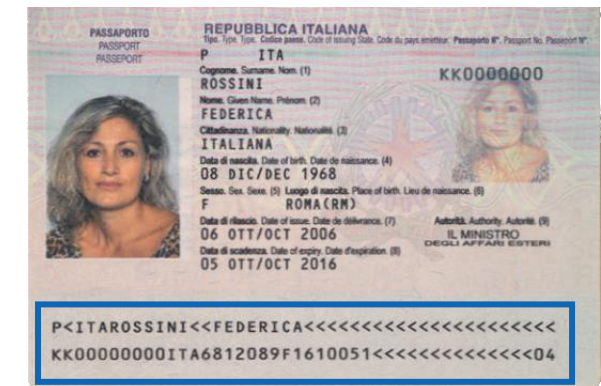 PASSAPORTO
PASSPORT
PASSEPORT
REPUBBLICA ITALIANA
Tipo. Type. Type. Codice paese. Code of issuing State. Code du pays emetteur. Passaporto N°. Passport No. Passeport N°.
P ITA
KK0000000
Cognome. Surname. Nom. (1)
ROSSINI
Nome. Given Name. Prénom. (2)
FEDERICA
Cittadinanza. Nationality. Nationalité. (3)
ITALIANA
Data di nascita. Date of birth. Date de naissance. (4)
08 DIC/DEC 1968
Sesso. Sex. Sexe. (5) Luogo di nascita. Place of birth. Lieu de naissance. (6)
F ROMA(RM)
Data di rilascio. Date of issue. Date de délivrance. (7) Autorità. Authority. Autorité. (9)
06 OTT/OCT 2006 IL MINISTRO
DEGLI AFFARI ESTERI
Data di scadenza. Date of expiry. Date d'expiration. (8)
05 OTT/OCT 2016
P<ITAROSSINI<<FEDERICA<<<<<<<<<<<<<<<<<<<<<<
KK00000000ITA6812089F1610051<<<<<<<<<<<<<<04